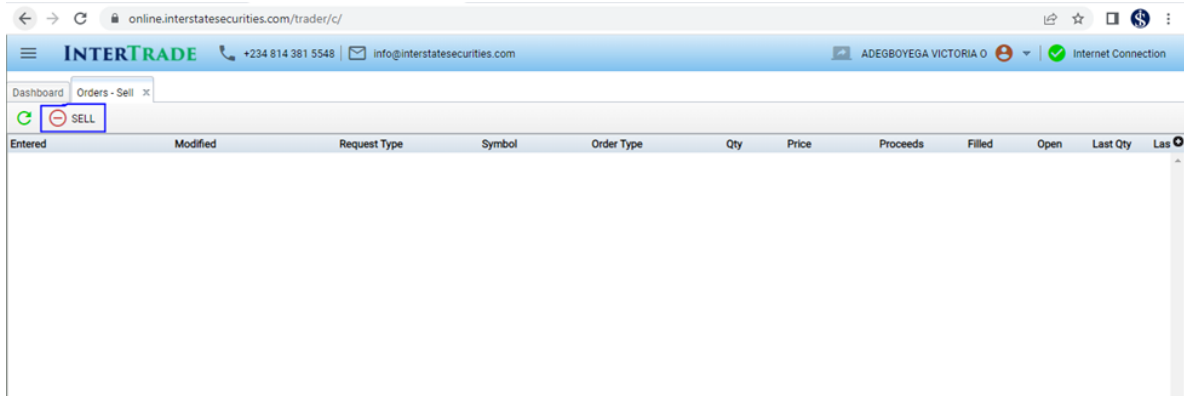 online.interstatesecurities.com/trader/c/
INTERTRADE +234 814 381 5548 info@interstatesecurities.com ADEGBOYEGA VICTORIA O Internet Connection
Dashboard Orders - Sell ×
SELL
Entered Modified Request Type Symbol Order Type Qty Price Proceeds Filled Open Last Qty Las